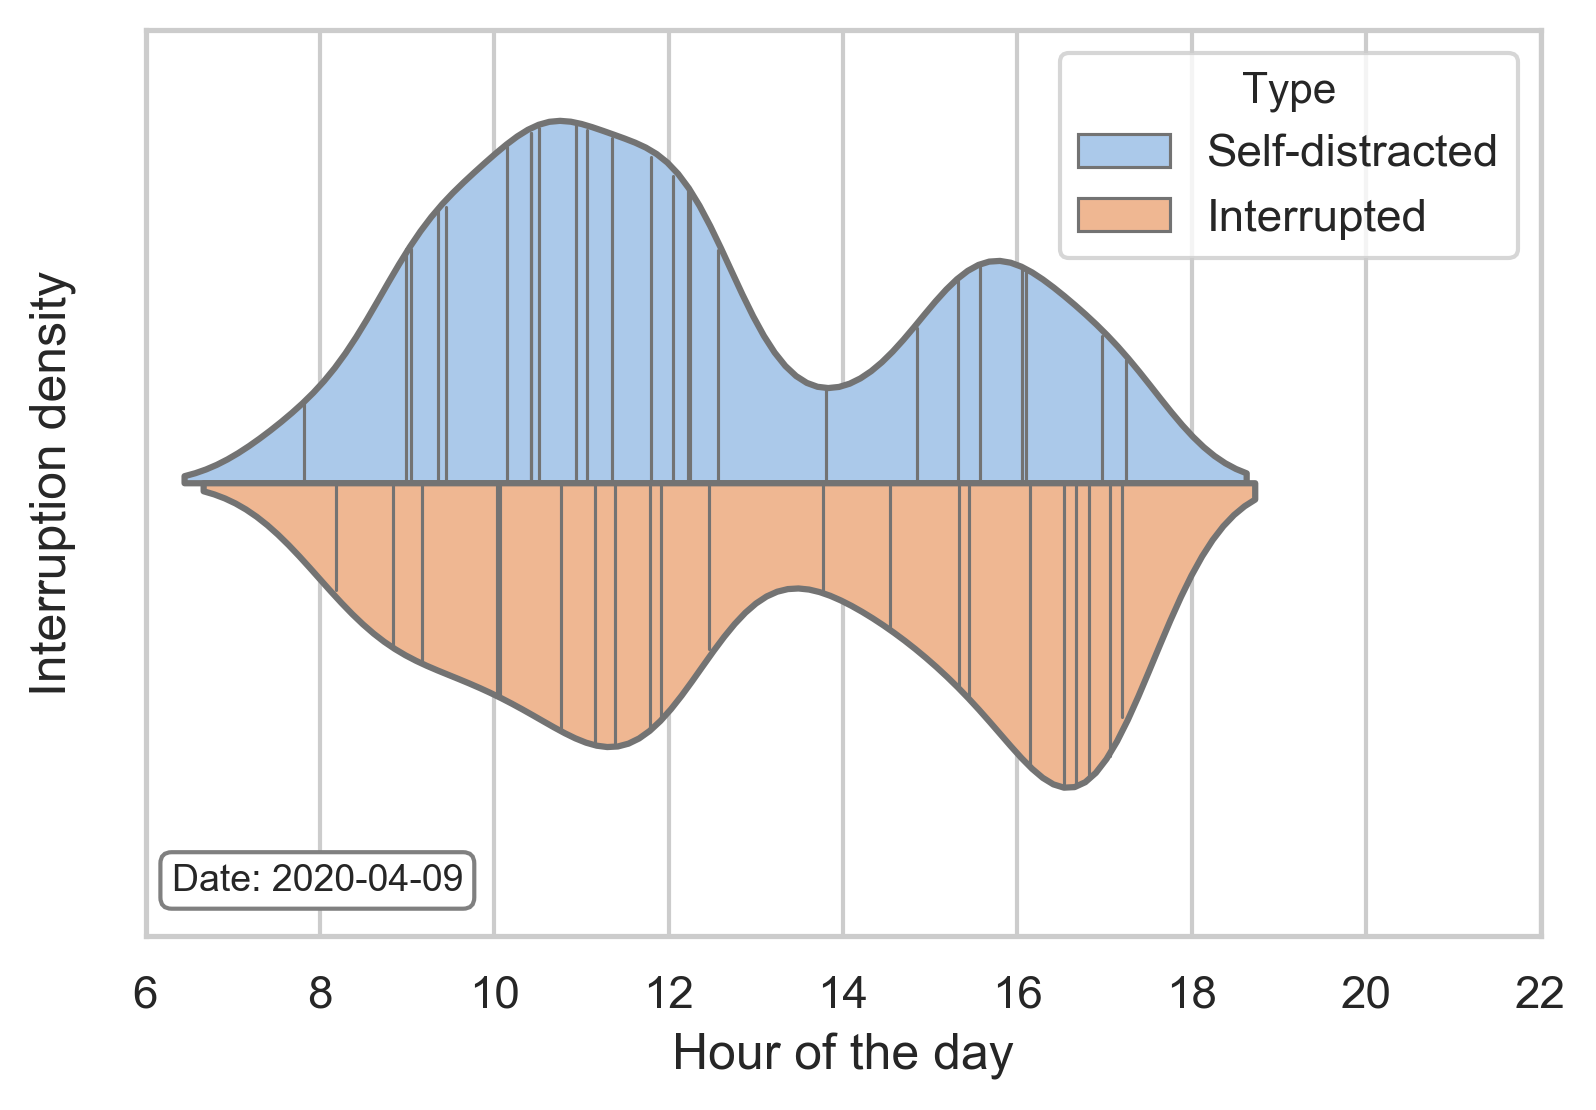 Type
Self-distracted
Interrupted
Interruption density
Date: 2020-04-09
6 8 10 12 14 16 18 20 22
Hour of the day